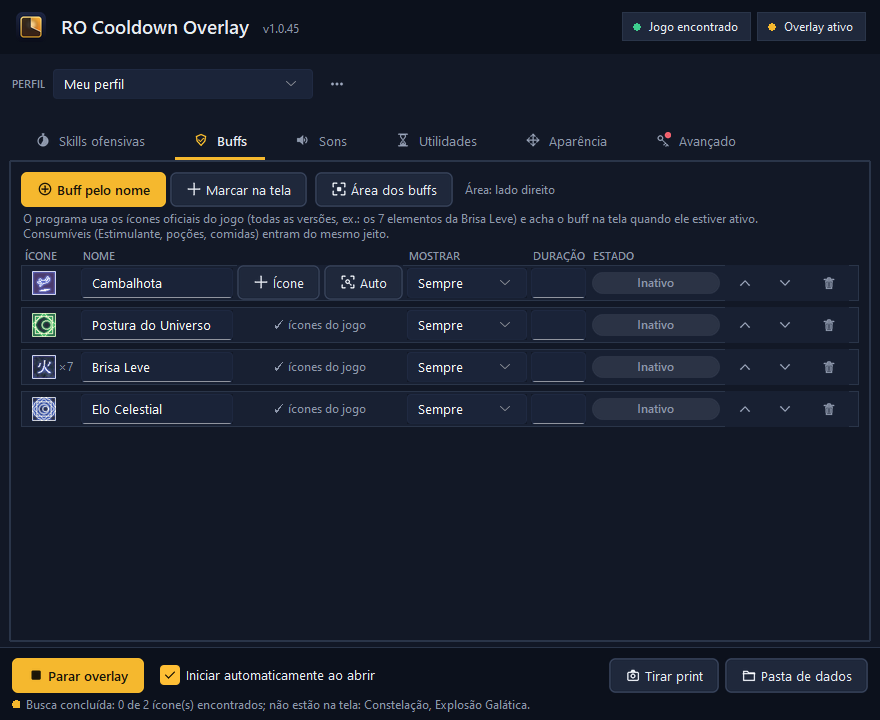 RO Cooldown Overlay v1.0.45 Jogo encontrado Overlay ativo
PERFIL Meu perfil ...
Skills ofensivas Buffs Sons Utilidades Aparência Avançado
Buff pelo nome Marcar na tela Área dos buffs Área: lado direito
O programa usa os ícones oficiais do jogo (todas as versões, ex.: os 7 elementos da Brisa Leve) e acha o buff na tela quando ele estiver ativo.
Consumíveis (Estimulante, poções, comidas) entram do mesmo jeito.
ÍCONE NOME MOSTRAR DURAÇÃO ESTADO
Cambalhota Ícone Auto Sempre Inativo
Postura do Universo ✓ ícones do jogo Sempre Inativo
火 ×7 Brisa Leve ✓ ícones do jogo Sempre Inativo
Elo Celestial ✓ ícones do jogo Sempre Inativo
Parar overlay Iniciar automaticamente ao abrir Tirar print Pasta de dados
Busca concluída: 0 de 2 ícone(s) encontrados; não estão na tela: Constelação, Explosão Galática.